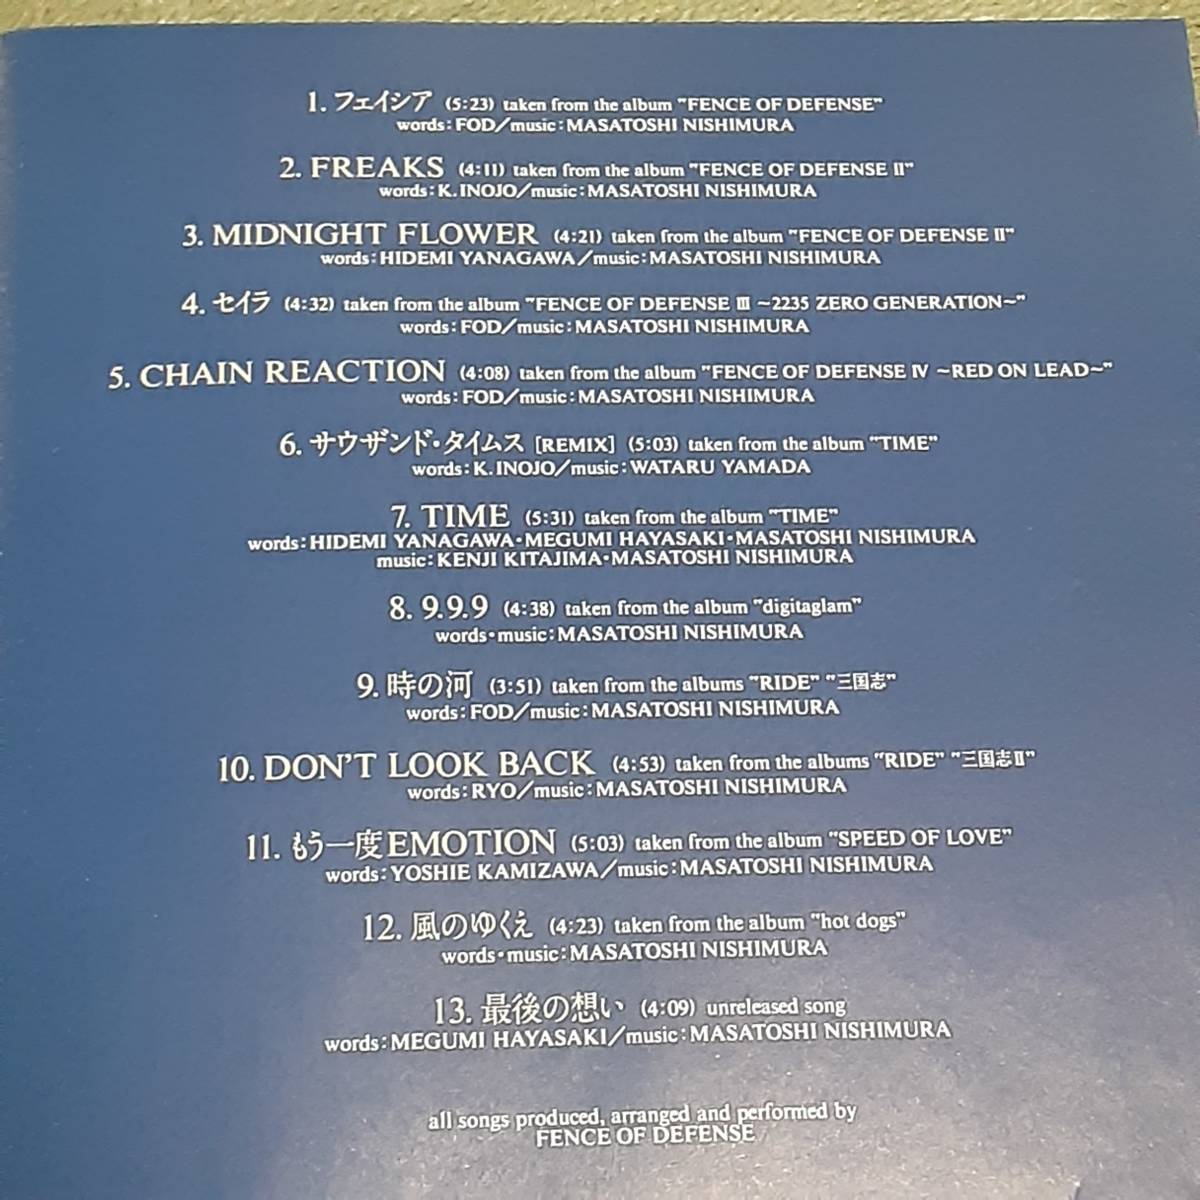 1. フェイシア (5:23) taken from the album "FENCE OF DEFENSE"
words:FOD/music:MASATOSHI NISHIMURA
2. FREAKS (4:11) taken from the album "FENCE OF DEFENSE II"
words:K.INOJO/music:MASATOSHI NISHIMURA
3. MIDNIGHT FLOWER (4:21) taken from the album "FENCE OF DEFENSE II"
words:HIDEMI YANAGAWA/music:MASATOSHI NISHIMURA
4. セイラ (4:32) taken from the album "FENCE OF DEFENSE III ~2235 ZERO GENERATION~"
words:FOD/music:MASATOSHI NISHIMURA
5. CHAIN REACTION (4:08) taken from the album "FENCE OF DEFENSE IV ~RED ON LEAD~"
words:FOD/music:MASATOSHI NISHIMURA
6. サウザンド・タイムス [REMIX] (5:03) taken from the album "TIME"
words:K.INOJO/music:WATARU YAMADA
7. TIME (5:31) taken from the album "TIME"
words:HIDEMI YANAGAWA・MEGUMI HAYASAKI・MASATOSHI NISHIMURA
music:KENJI KITAJIMA・MASATOSHI NISHIMURA
8. 9.9.9 (4:38) taken from the album "digitaglam"
words・music:MASATOSHI NISHIMURA
9. 時の河 (3:51) taken from the albums "RIDE" "三国志"
words:FOD/music:MASATOSHI NISHIMURA
10. DON'T LOOK BACK (4:53) taken from the albums "RIDE" "三国志II"
words:RYO/music:MASATOSHI NISHIMURA
11. もう一度EMOTION (5:03) taken from the album "SPEED OF LOVE"
words:YOSHIE KAMIZAWA/music:MASATOSHI NISHIMURA
12. 風のゆくえ (4:23) taken from the album "hot dogs"
words・music:MASATOSHI NISHIMURA
13. 最後の想い (4:09) unreleased song
words:MEGUMI HAYASAKI/music:MASATOSHI NISHIMURA
all songs produced, arranged and performed by
FENCE OF DEFENSE